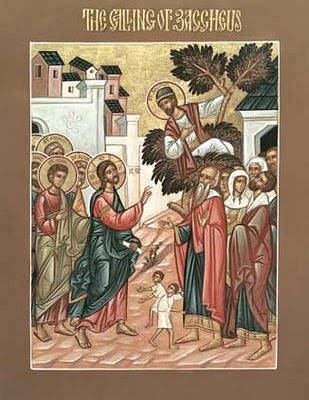 THE CALLING OF ZACCHEUS